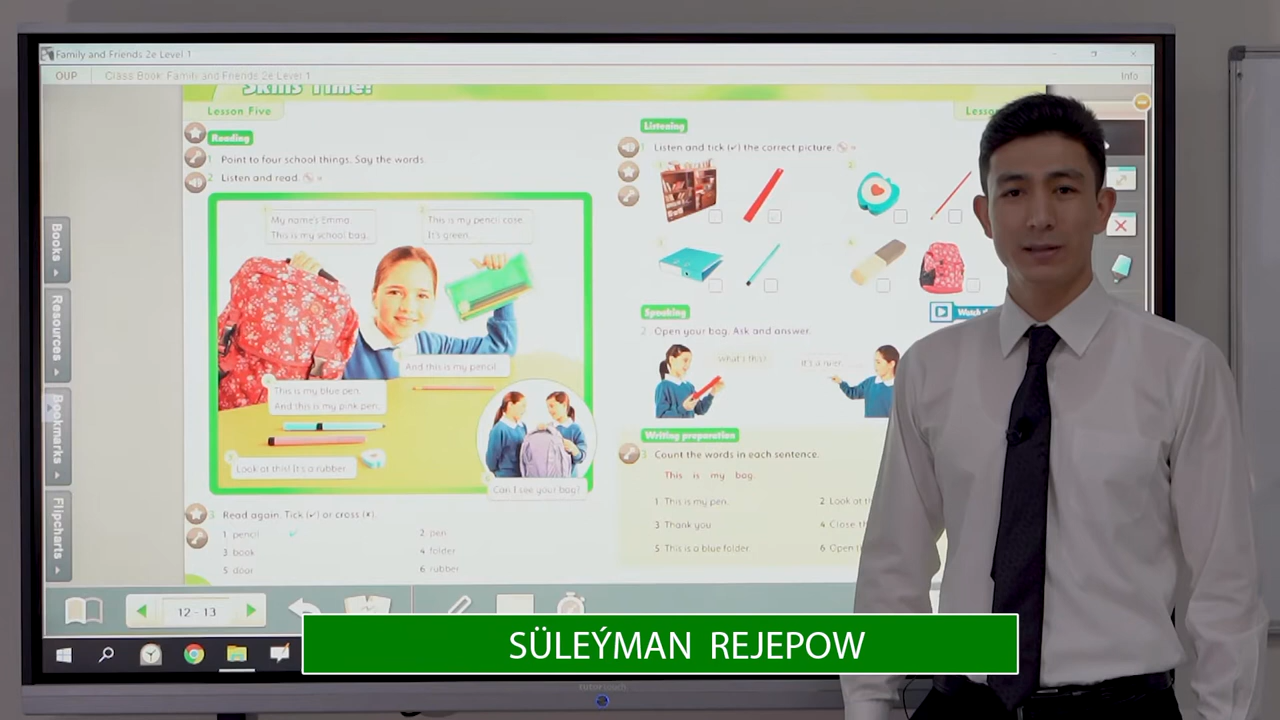 Family and Friends 2e Level 1
OUP
Class Book: Family and Friends 2e Level 1
Info
Skills Time!
Lesson Five
Reading
1 Point to four school things. Say the words.
2 Listen and read.
My name's Emma.
This is my school bag.
This is my pencil case.
It's green.
And this is my pencil.
This is my blue pen.
And this is my pink pen.
Look at this! It's a rubber.
Can I see your bag?
3 Read again. Tick (✓) or cross (✗).
1 pencil ✓
2 pen
3 book
4 folder
5 door
6 rubber
Listening
1 Listen and tick (✓) the correct picture.
Speaking
2 Open your bag. Ask and answer.
What's this?
Writing preparation
3 Count the words in each sentence.
This is my bag.
1 This is my pen.
2 Look at
3 Thank you
4 Close
5 This is a blue folder.
6 Open
Books
Resources
Bookmarks
Flipcharts
12 - 13
SÜLEÝMAN REJEPOW